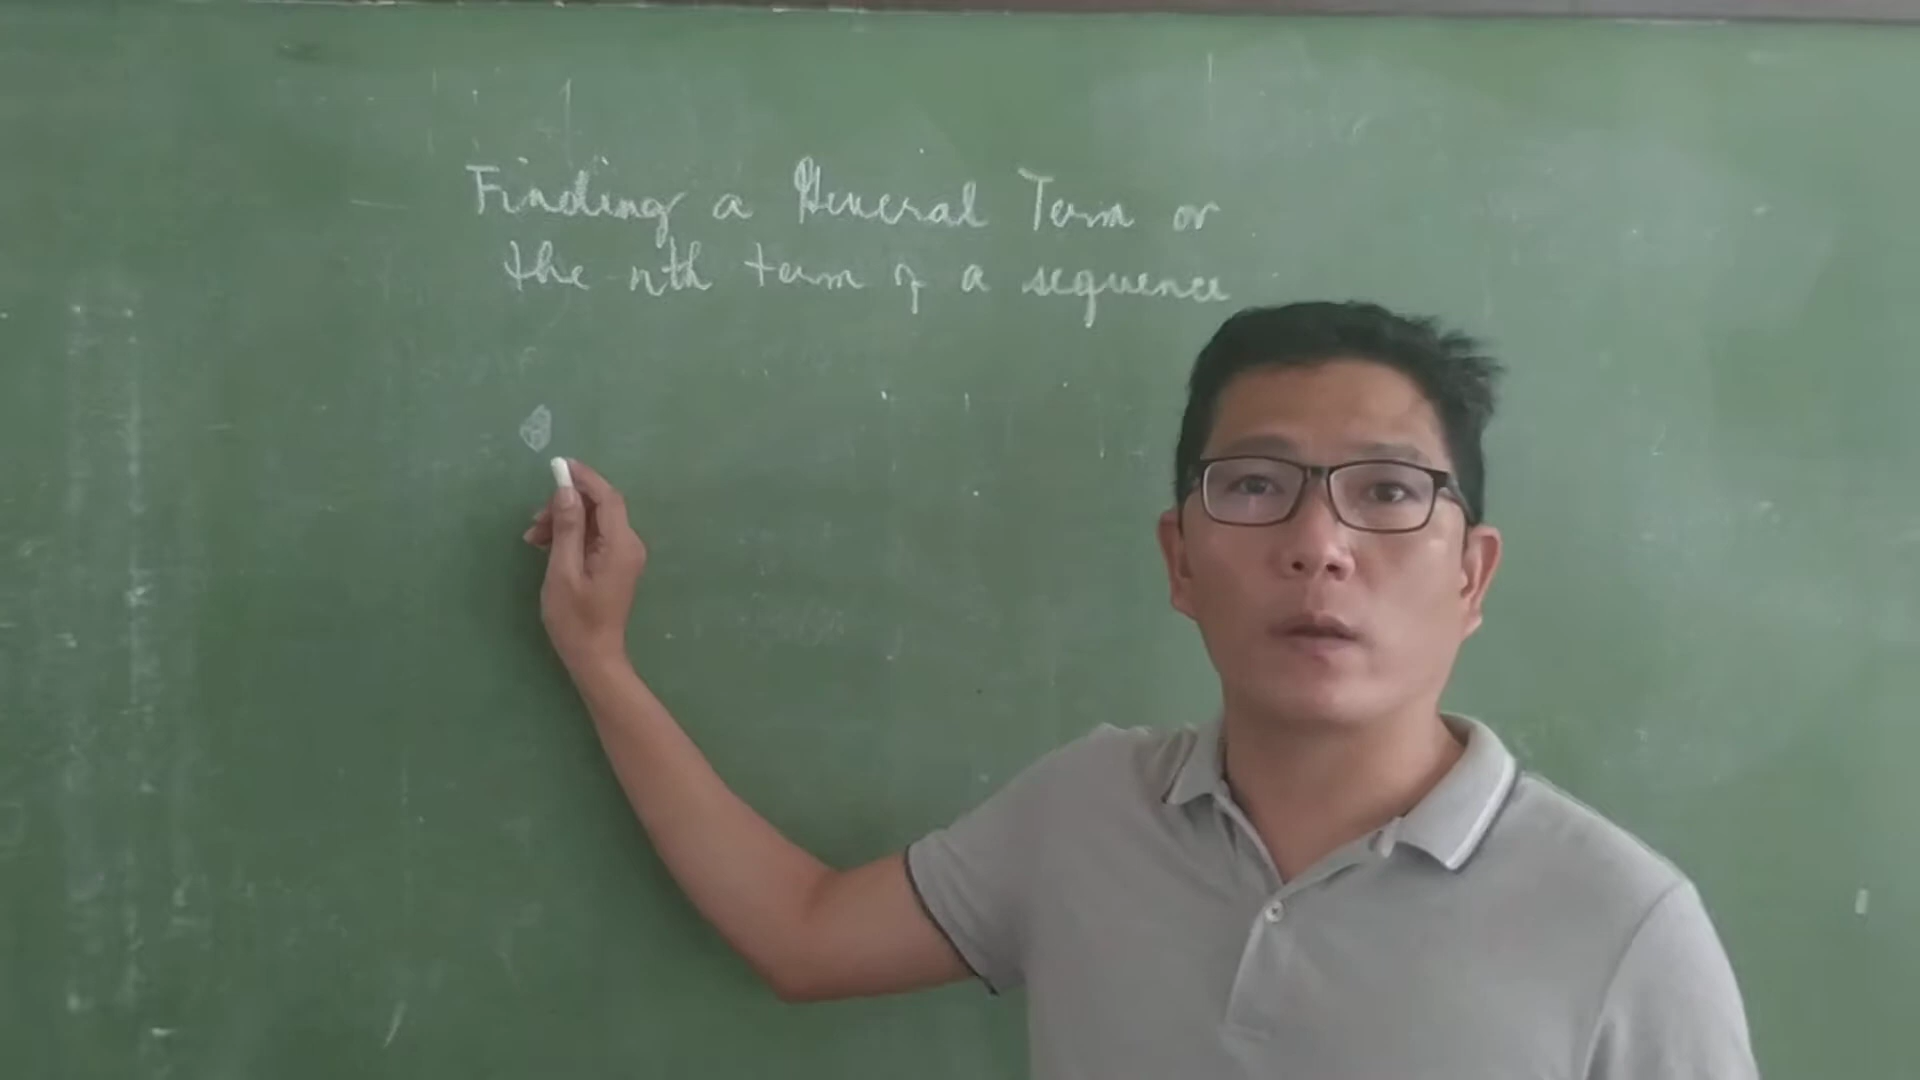 Finding a General Term or
the nth term of a sequence